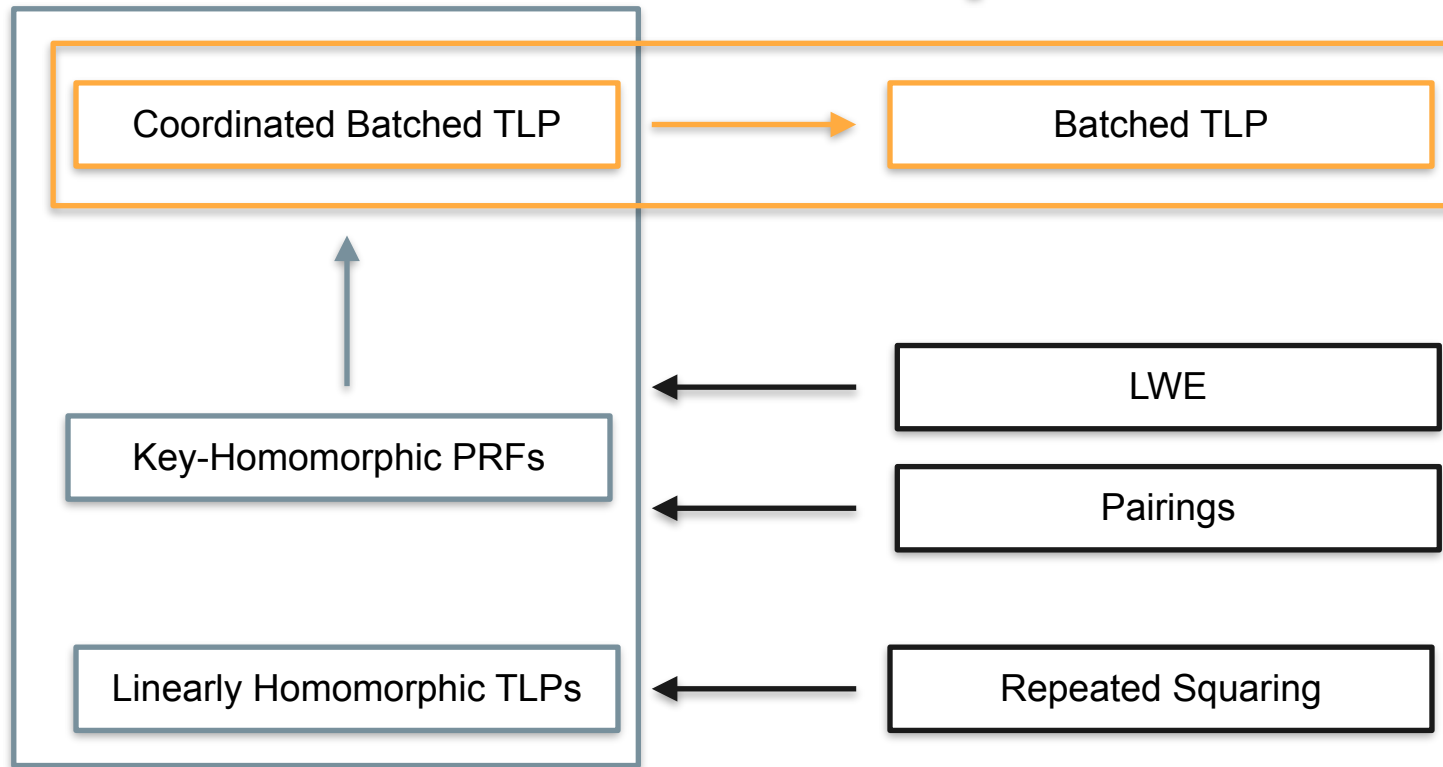 Coordinated Batched TLP
Batched TLP
LWE
Key-Homomorphic PRFs
Pairings
Linearly Homomorphic TLPs
Repeated Squaring